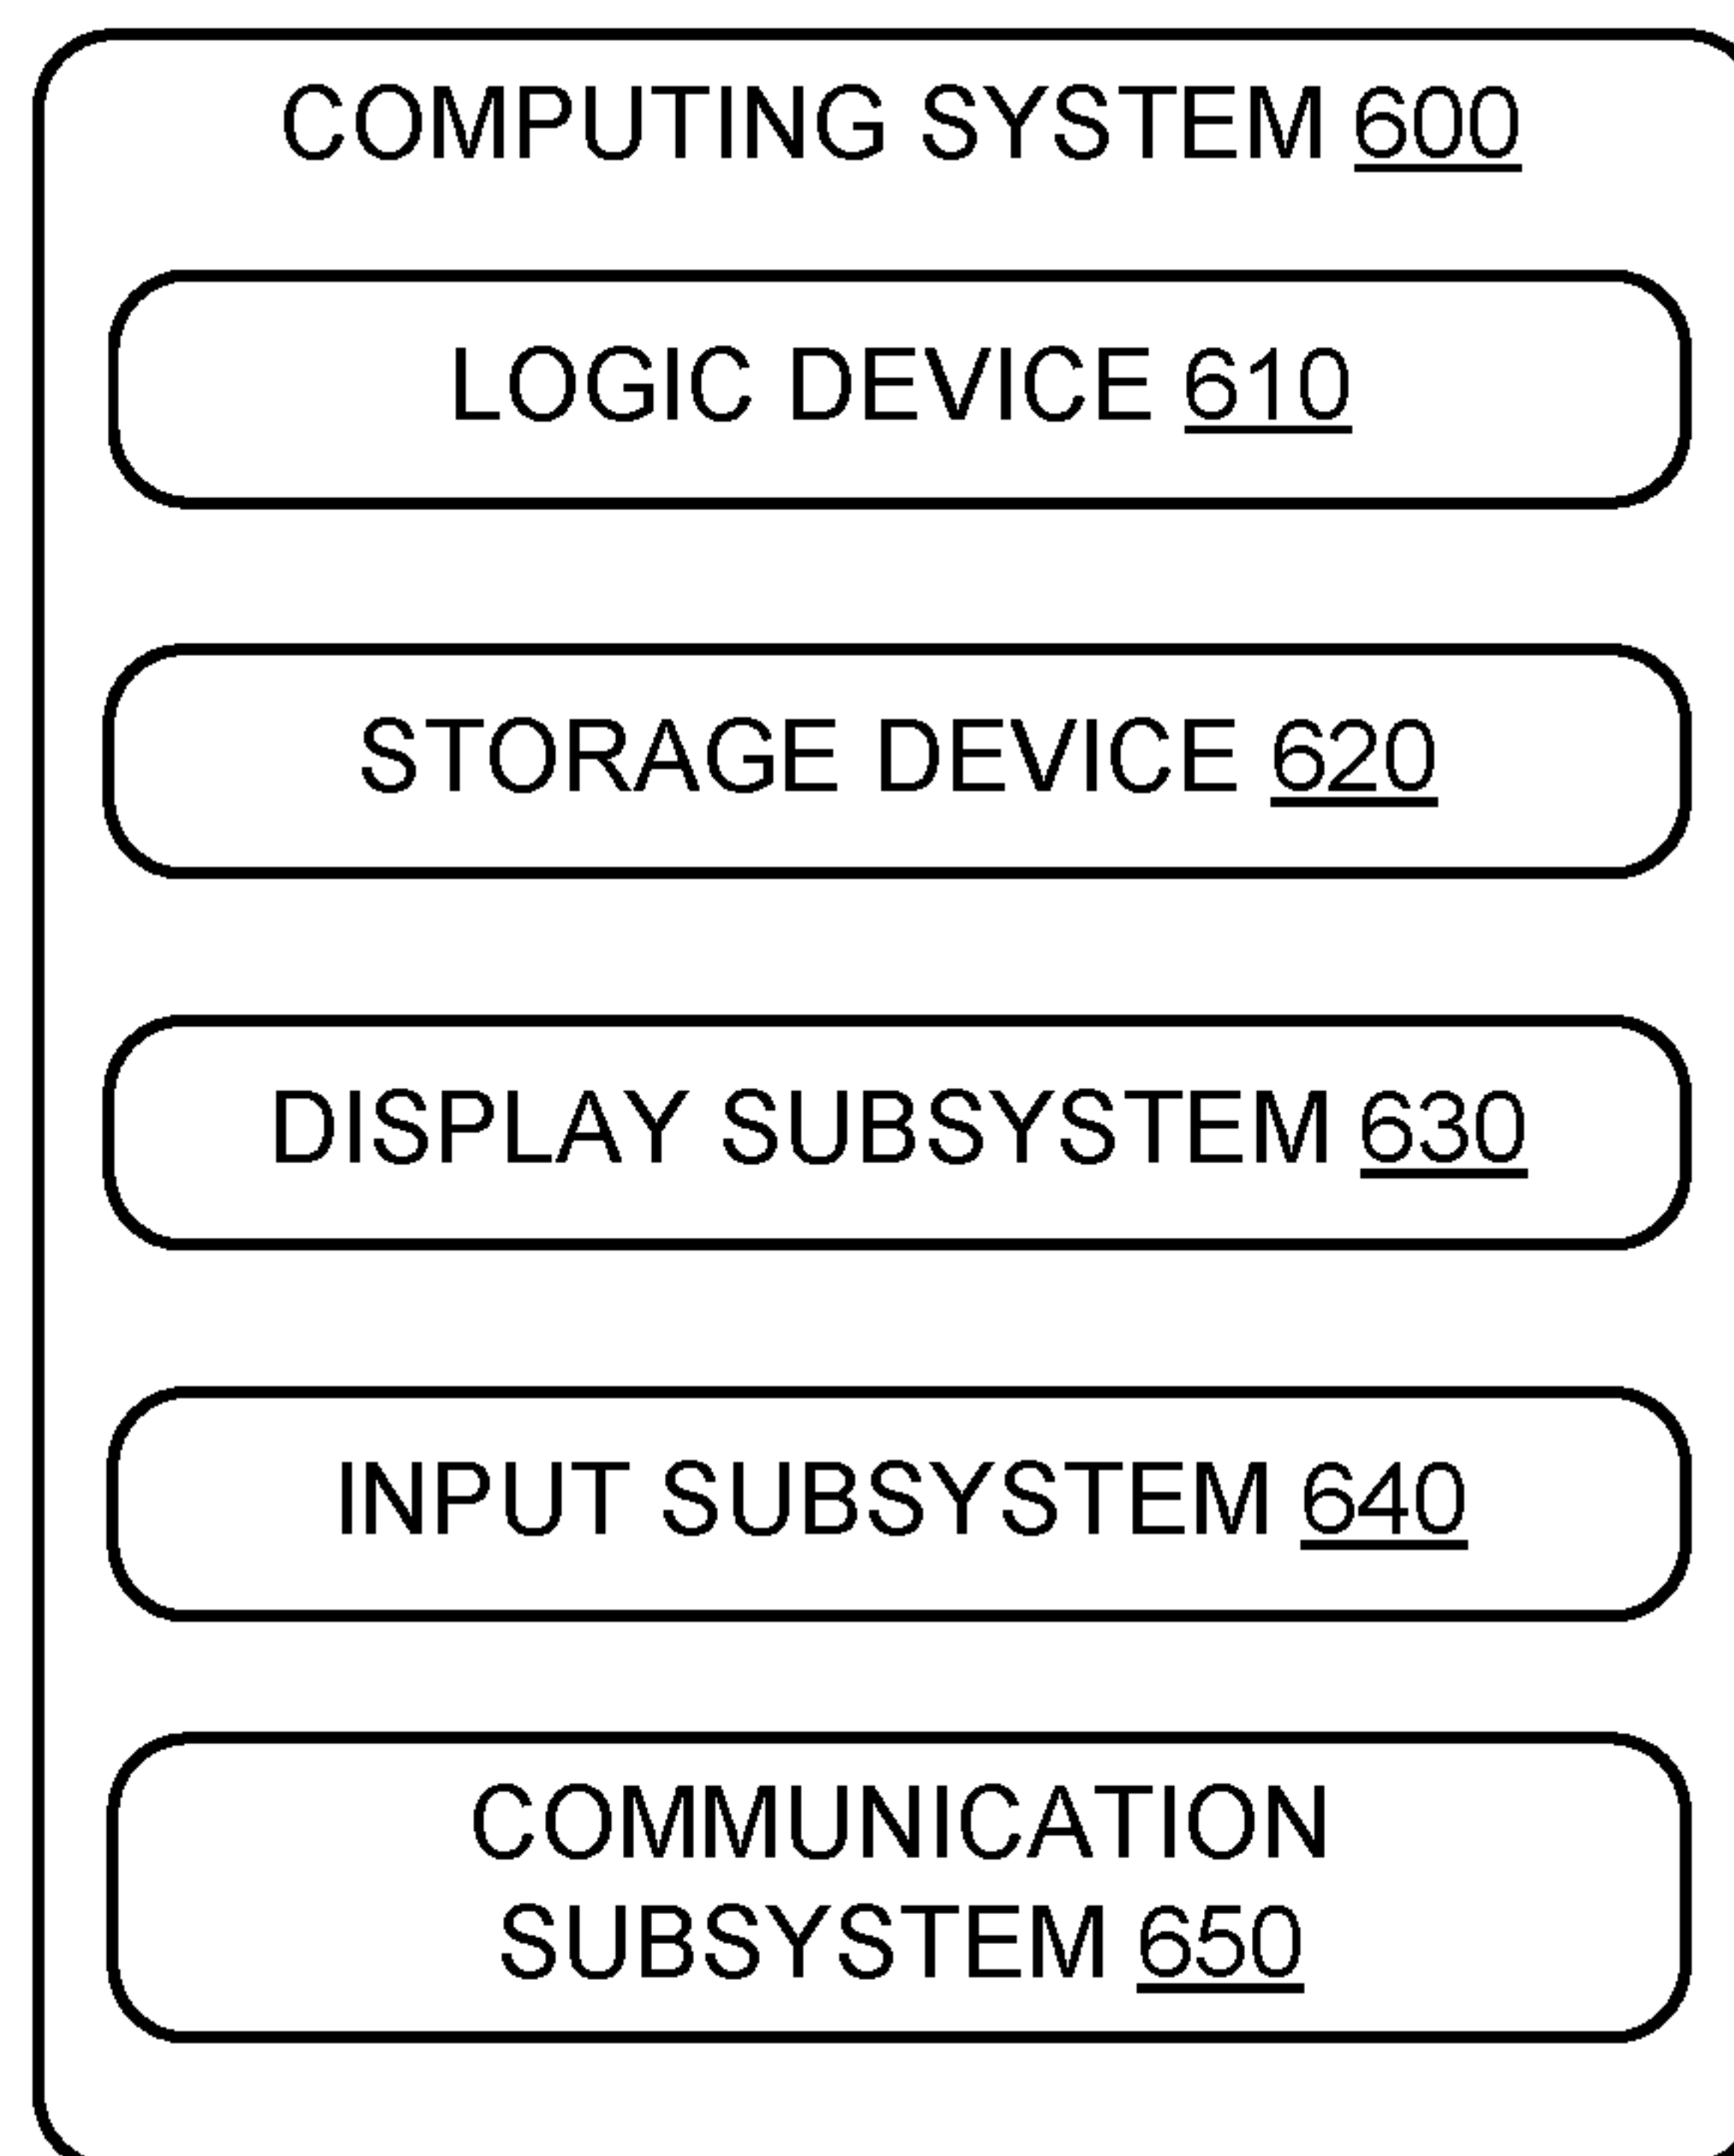 COMPUTING SYSTEM 600
LOGIC DEVICE 610
STORAGE DEVICE 620
DISPLAY SUBSYSTEM 630
INPUT SUBSYSTEM 640
COMMUNICATION
SUBSYSTEM 650